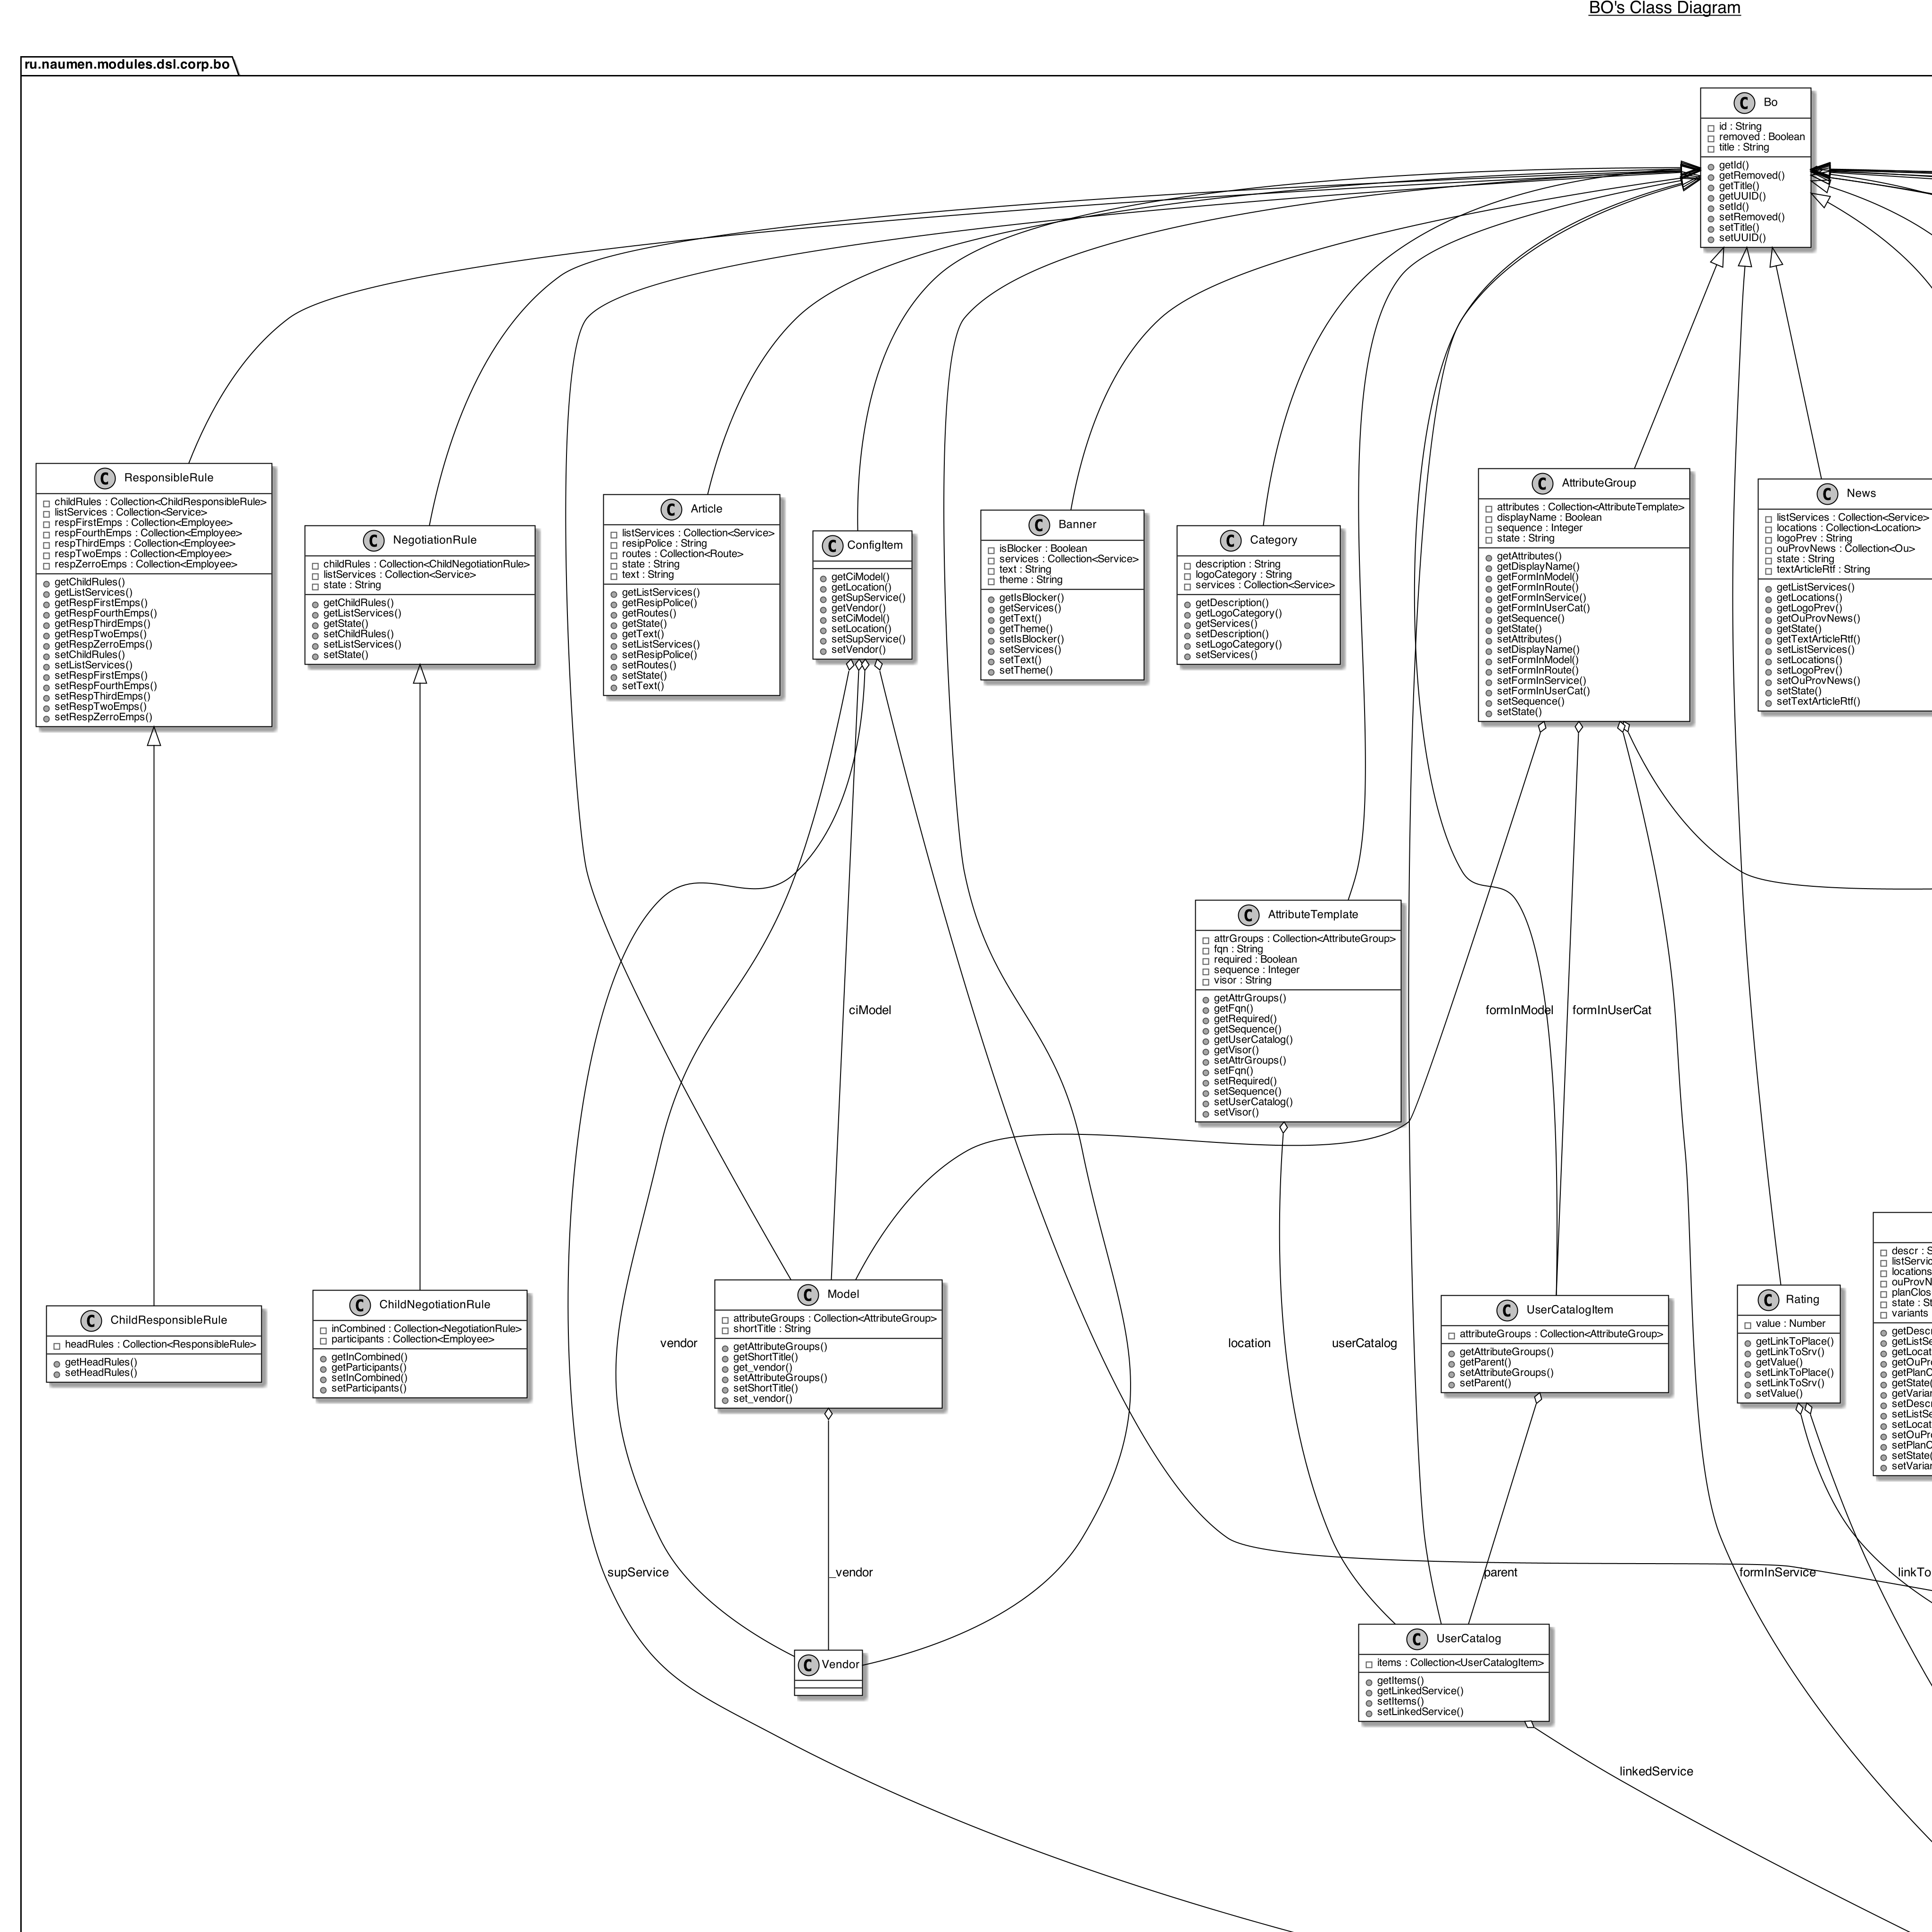 BO's Class Diagram
ru.naumen.modules.dsl.corp.bo
Bo
id : String
removed : Boolean
title : String
getId()
getRemoved()
getTitle()
getUUID()
setId()
setRemoved()
setTitle()
setUUID()
ResponsibleRule
childRules : Collection<ChildResponsibleRule>
listServices : Collection<Service>
respFirstEmps : Collection<Employee>
respFourthEmps : Collection<Employee>
respThirdEmps : Collection<Employee>
respTwoEmps : Collection<Employee>
respZeroEmps : Collection<Employee>
getChildRules()
getListServices()
getRespFirstEmps()
getRespFourthEmps()
getRespThirdEmps()
getRespTwoEmps()
getRespZeroEmps()
setChildRules()
setListServices()
setRespFirstEmps()
setRespFourthEmps()
setRespThirdEmps()
setRespTwoEmps()
setRespZeroEmps()
NegotiationRule
childRules : Collection<ChildNegotiationRule>
listServices : Collection<Service>
state : String
getChildRules()
getListServices()
getState()
setChildRules()
setListServices()
setState()
Article
listServices : Collection<Service>
resipPolice : String
routes : Collection<Route>
state : String
text : String
getListServices()
getResipPolice()
getRoutes()
getState()
getText()
setListServices()
setResipPolice()
setRoutes()
setState()
setText()
ConfigItem
getCiModel()
getLocation()
getSupService()
getVendor()
setCiModel()
setLocation()
setSupService()
setVendor()
Banner
isBlocker : Boolean
services : Collection<Service>
text : String
theme : String
getIsBlocker()
getServices()
getText()
getTheme()
setIsBlocker()
setServices()
setText()
setTheme()
Category
description : String
logoCategory : String
services : Collection<Service>
getDescription()
getLogoCategory()
getServices()
setDescription()
setLogoCategory()
setServices()
AttributeGroup
attributes : Collection<AttributeTemplate>
displayName : Boolean
sequence : Integer
state : String
getAttributes()
getDisplayName()
getFormInModel()
getFormInRoute()
getFormInService()
getFormInUserCat()
getSequence()
getState()
setAttributes()
setDisplayName()
setFormInModel()
setFormInRoute()
setFormInService()
setFormInUserCat()
setSequence()
setState()
News
listServices : Collection<Service>
locations : Collection<Location>
logoPrev : String
ouProvNews : Collection<Ou>
state : String
textArticleRtf : String
getListServices()
getLocations()
getLogoPrev()
getOuProvNews()
getState()
getTextArticleRtf()
setListServices()
setLocations()
setLogoPrev()
setOuProvNews()
setState()
setTextArticleRtf()
AttributeTemplate
attrGroups : Collection<AttributeGroup>
fqn : String
required : Boolean
sequence : Integer
visor : String
getAttrGroups()
getFqn()
getRequired()
getSequence()
getUserCatalog()
getVisor()
setAttrGroups()
setFqn()
setRequired()
setSequence()
setUserCatalog()
setVisor()
ciModel
formInModel
formInUserCat
ChildResponsibleRule
headRules : Collection<ResponsibleRule>
getHeadRules()
setHeadRules()
ChildNegotiationRule
inCombined : Collection<NegotiationRule>
participants : Collection<Employee>
getInCombined()
getParticipants()
setInCombined()
setParticipants()
vendor
Model
attributeGroups : Collection<AttributeGroup>
shortTitle : String
getAttributeGroups()
getShortTitle()
get_vendor()
setAttributeGroups()
setShortTitle()
set_vendor()
location
userCatalog
UserCatalogItem
attributeGroups : Collection<AttributeGroup>
getAttributeGroups()
getParent()
setAttributeGroups()
setParent()
Rating
value : Number
getLinkToPlace()
getLinkToSrv()
getValue()
setLinkToPlace()
setLinkToSrv()
setValue()
descr : S
listServic
locations
ouProvN
planClos
state : St
variants
getDescr
getListSe
getLocat
getOuPro
getPlanC
getState(
getVarian
setDescr
setListSe
setLocat
setOuPro
setPlanC
setState(
setVarian
supService
_vendor
parent
formInService
linkTo
Vendor
UserCatalog
items : Collection<UserCatalogItem>
getItems()
getLinkedService()
setItems()
setLinkedService()
linkedService